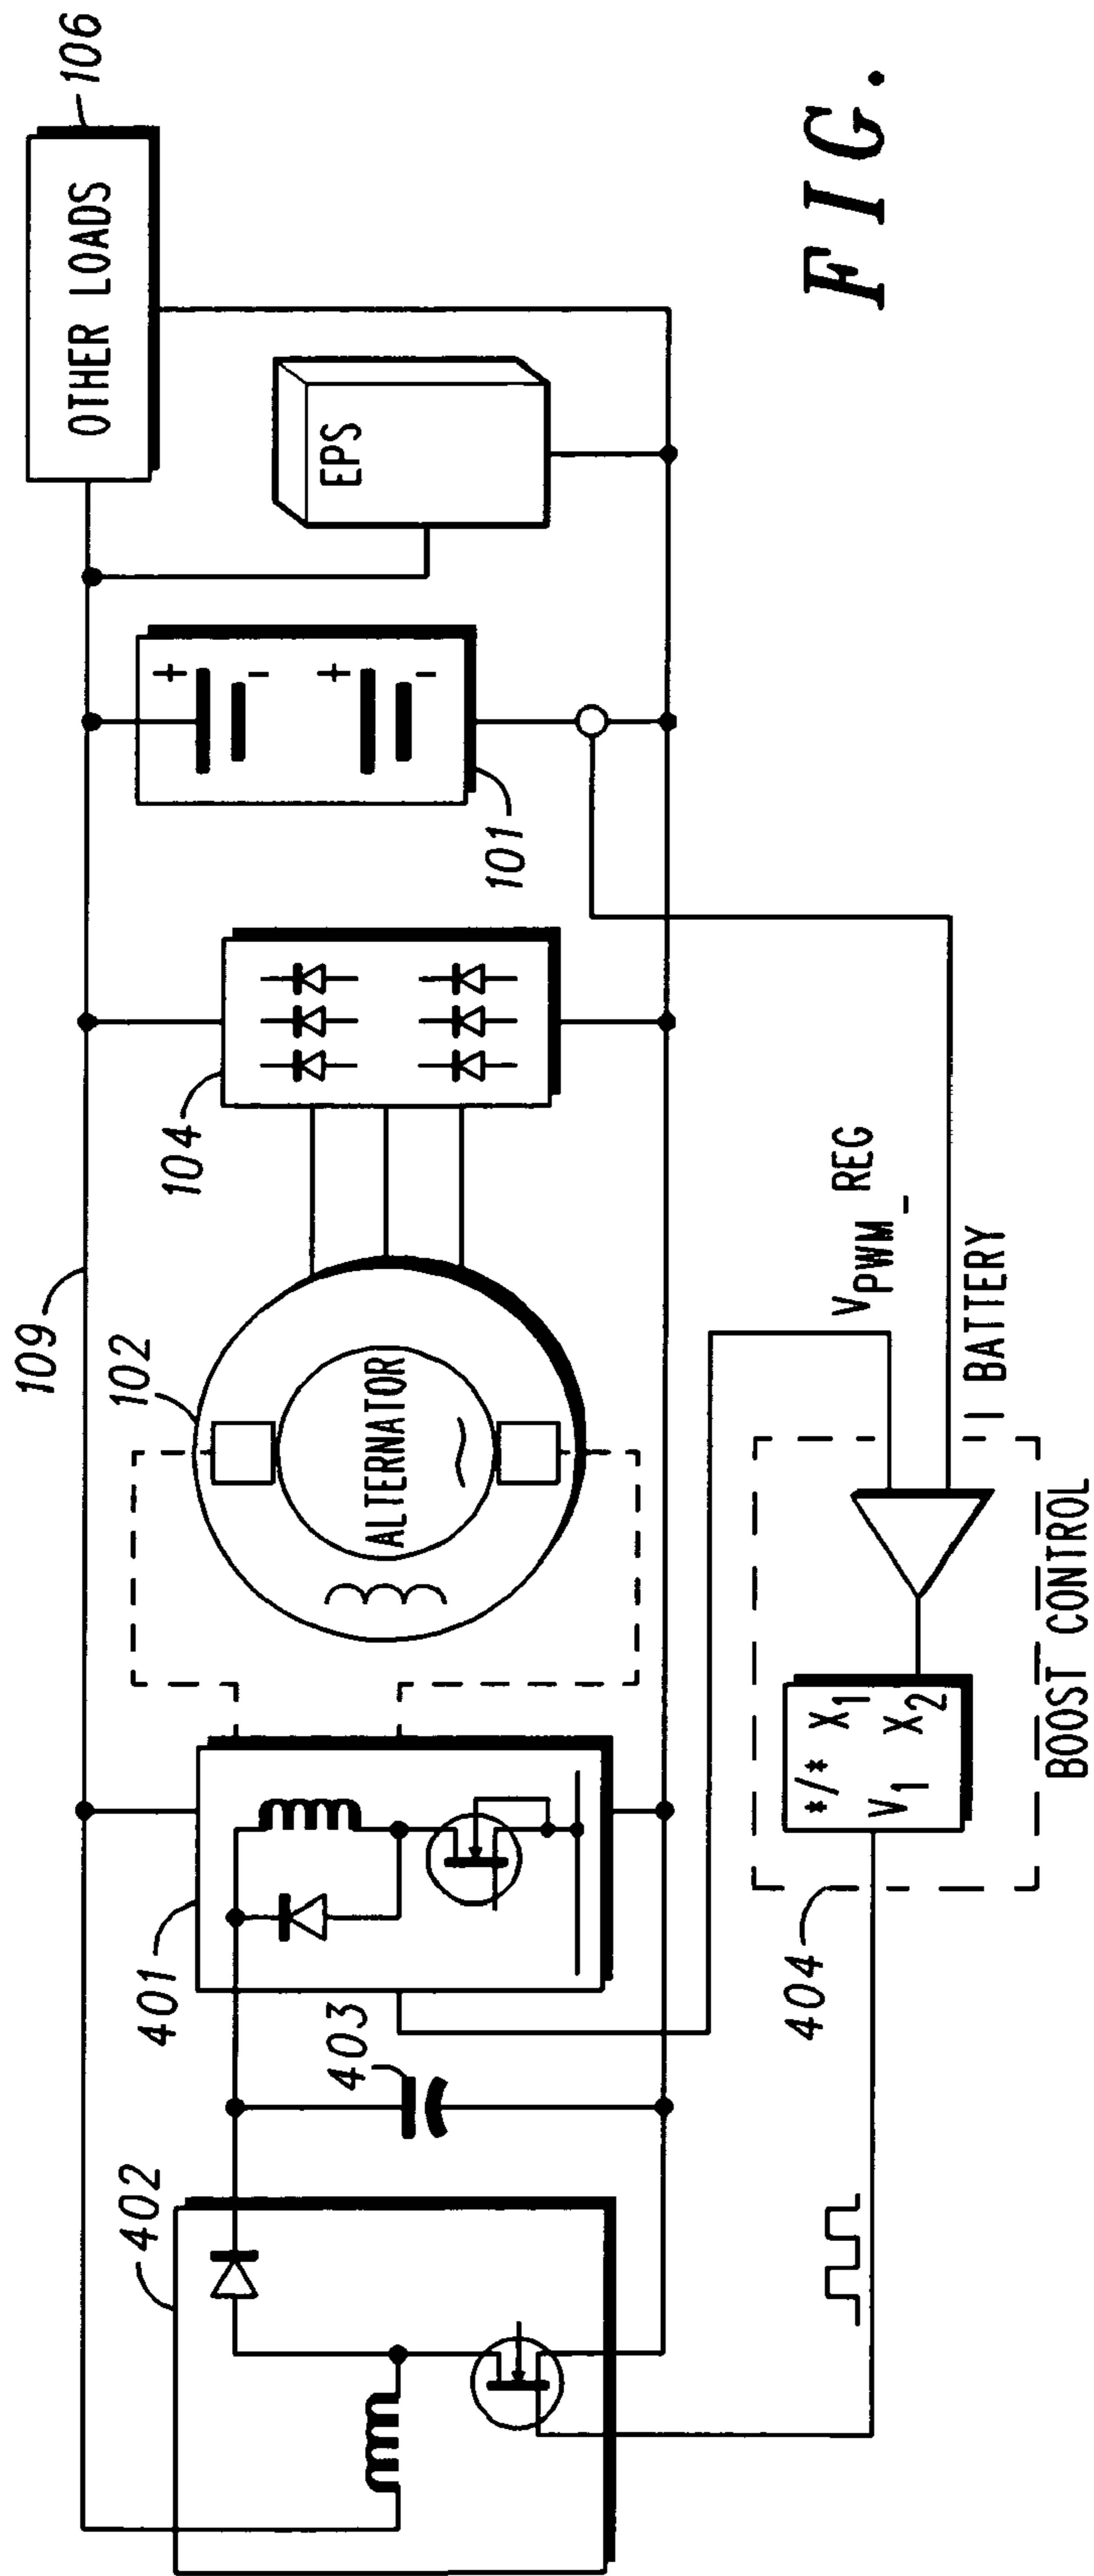 402
403
401
109
102
ALTERNATOR
104
101
+
-
+
-
EPS
OTHER LOADS
106
404
*/* X1
V1 X2
BOOST CONTROL
VPWM_REG
I BATTERY
FIG.